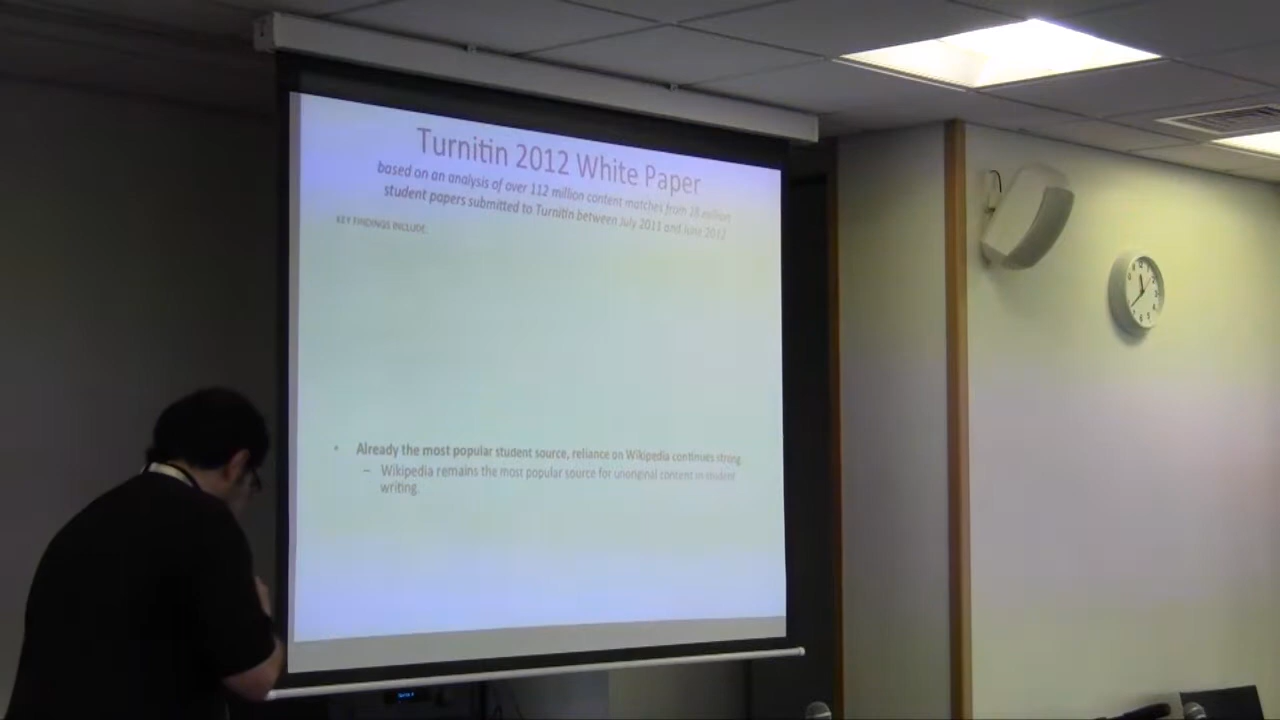 Turnitin 2012 White Paper
based on an analysis of over 112 million content matches from 28 million
student papers submitted to Turnitin between July 2011 and June 2012
KEY FINDINGS INCLUDE:
• Already the most popular student source, reliance on Wikipedia continues strong
– Wikipedia remains the most popular source for unoriginal content in student
writing.